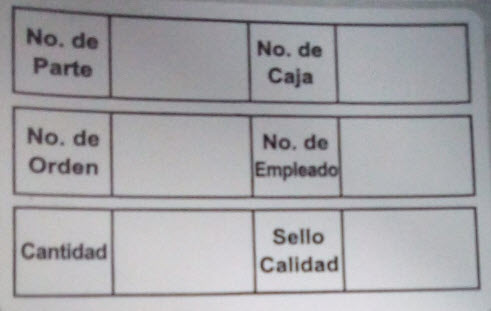 No. de
Parte
No. de
Caja
No. de
Orden
No. de
Empleado
Cantidad
Sello
Calidad